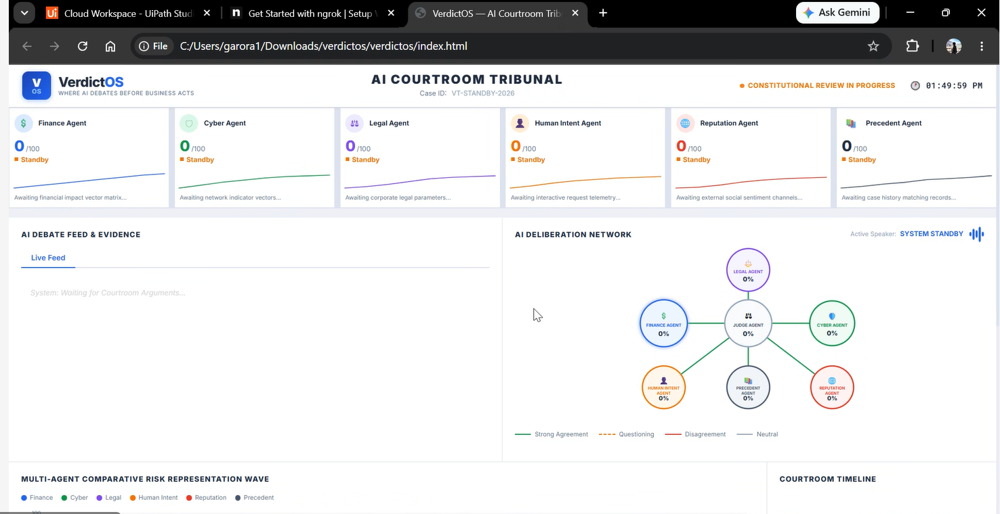 Cloud Workspace - UiPath Studi
Get Started with ngrok | Setup
VerdictOS — AI Courtroom Trib
Ask Gemini
File
C:/Users/garora1/Downloads/verdictos/verdictos/index.html
V
OS
VerdictOS
WHERE AI DEBATES BEFORE BUSINESS ACTS
AI COURTROOM TRIBUNAL
Case ID: VT-STANDBY-2026
CONSTITUTIONAL REVIEW IN PROGRESS
01:49:59 PM
Finance Agent
0 /100
Standby
Awaiting financial impact vector matrix...
Cyber Agent
0 /100
Standby
Awaiting network indicator vectors...
Legal Agent
0 /100
Standby
Awaiting corporate legal parameters...
Human Intent Agent
0 /100
Standby
Awaiting interactive request telemetry...
Reputation Agent
0 /100
Standby
Awaiting external social sentiment channels...
Precedent Agent
0 /100
Standby
Awaiting case history matching records...
AI DEBATE FEED & EVIDENCE
Live Feed
System: Waiting for Courtroom Arguments...
AI DELIBERATION NETWORK
Active Speaker: SYSTEM STANDBY
LEGAL AGENT
0%
FINANCE AGENT
0%
JUDGE AGENT
0%
CYBER AGENT
0%
HUMAN INTENT
AGENT
0%
PRECEDENT
AGENT
0%
REPUTATION
AGENT
0%
Strong Agreement
Questioning
Disagreement
Neutral
MULTI-AGENT COMPARATIVE RISK REPRESENTATION WAVE
Finance
Cyber
Legal
Human Intent
Reputation
Precedent
100
COURTROOM TIMELINE